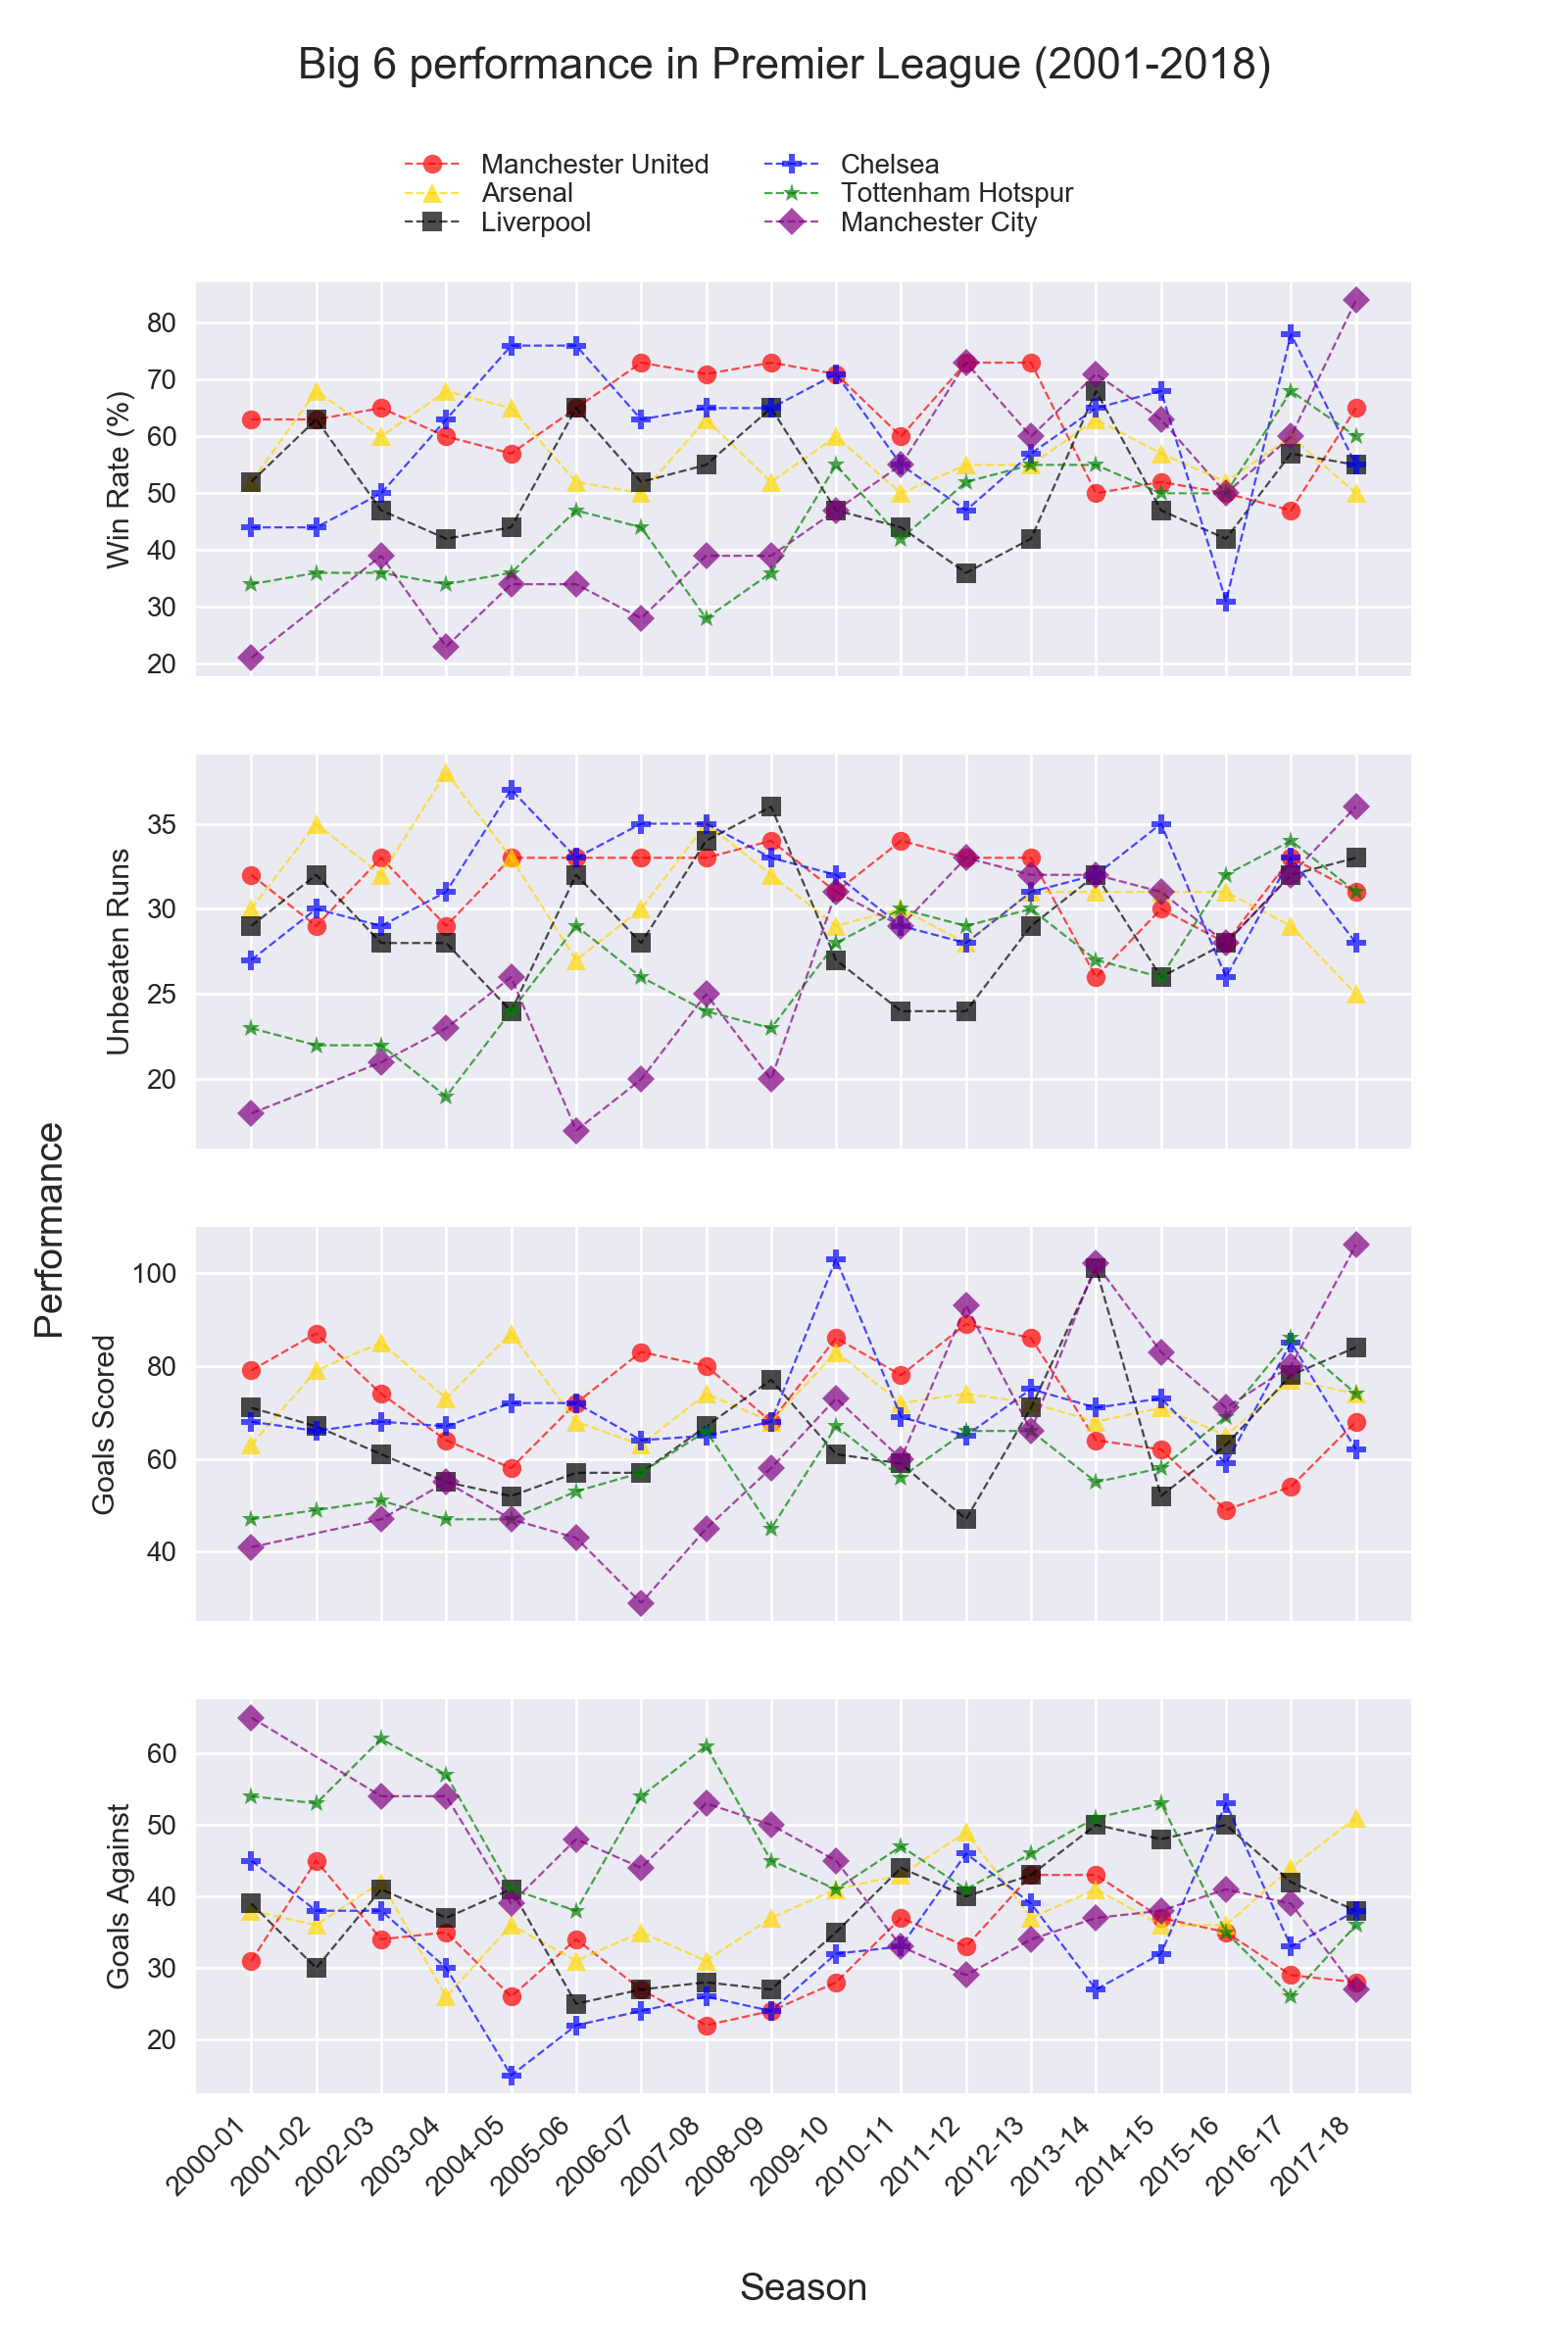 Big 6 performance in Premier League (2001-2018)
Manchester United
Arsenal
Liverpool
Chelsea
Tottenham Hotspur
Manchester City
Performance
Win Rate (%)
80
70
60
50
40
30
20
Unbeaten Runs
35
30
25
20
Goals Scored
100
80
60
40
Goals Against
60
50
40
30
20
2000-01
2001-02
2002-03
2003-04
2004-05
2005-06
2006-07
2007-08
2008-09
2009-10
2010-11
2011-12
2012-13
2013-14
2014-15
2015-16
2016-17
2017-18
Season